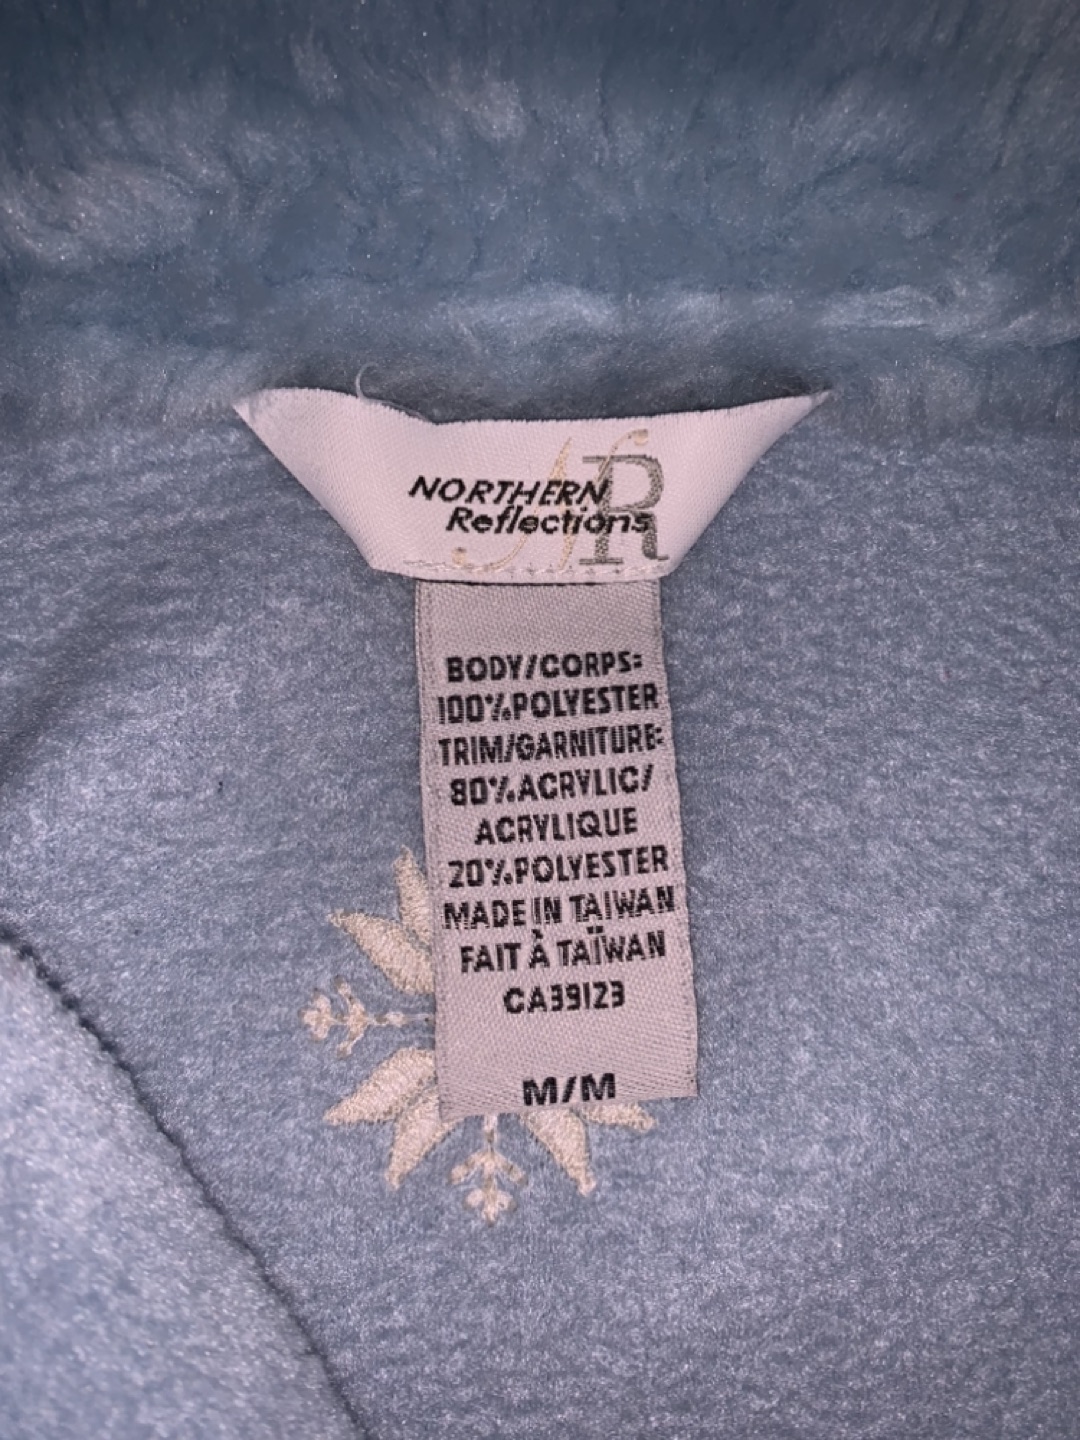 NORTHERN
Reflections
NR
BODY/CORPS:
100%POLYESTER
TRIM/GARNITURE:
80%ACRYLIC/
ACRYLIQUE
20%POLYESTER
MADE IN TAIWAN
FAIT À TAÏWAN
CA39123
M/M